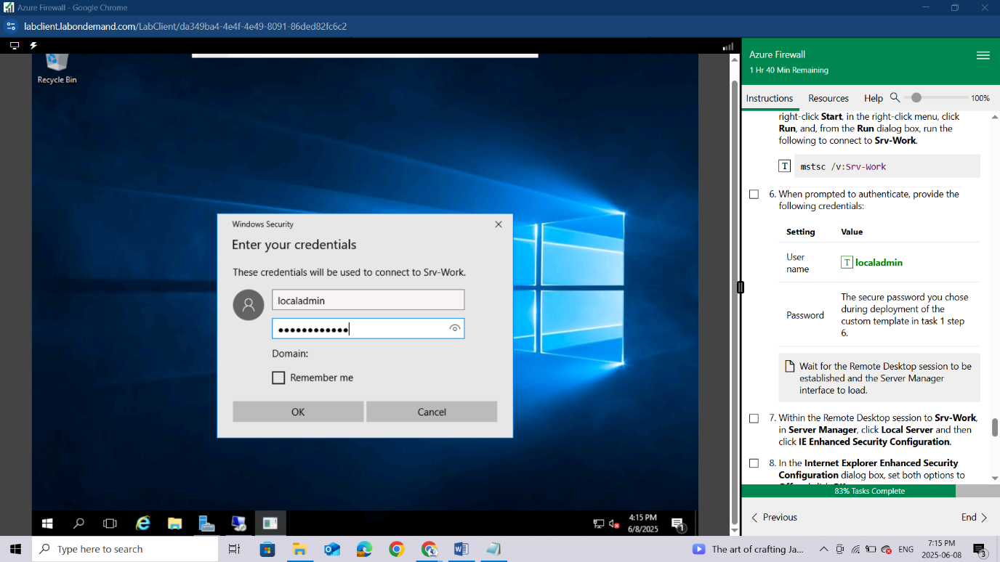 Azure Firewall - Google Chrome
labclient.labondemand.com/LabClient/da349ba4-4e4f-4e49-8091-86ded82fc6c2
Recycle Bin
Windows Security
Enter your credentials
These credentials will be used to connect to Srv-Work.
localadmin
••••••••••••
Domain:
Remember me
OK
Cancel
4:15 PM
6/8/2025
1
Azure Firewall
1 Hr 40 Min Remaining
Instructions
Resources
Help
100%
right-click Start, in the right-click menu, click
Run, and, from the Run dialog box, run the
following to connect to Srv-Work.
T
mstsc /v:Srv-Work
6. When prompted to authenticate, provide the
following credentials:
Setting
Value
User
name
T localadmin
Password
The secure password you chose
during deployment of the
custom template in task 1 step
6.
Wait for the Remote Desktop session to be
established and the Server Manager
interface to load.
7. Within the Remote Desktop session to Srv-Work,
in Server Manager, click Local Server and then
click IE Enhanced Security Configuration.
8. In the Internet Explorer Enhanced Security
Configuration dialog box, set both options to
83% Tasks Complete
Previous
End
Type here to search
The art of crafting Ja...
ENG
7:15 PM
2025-06-08
3